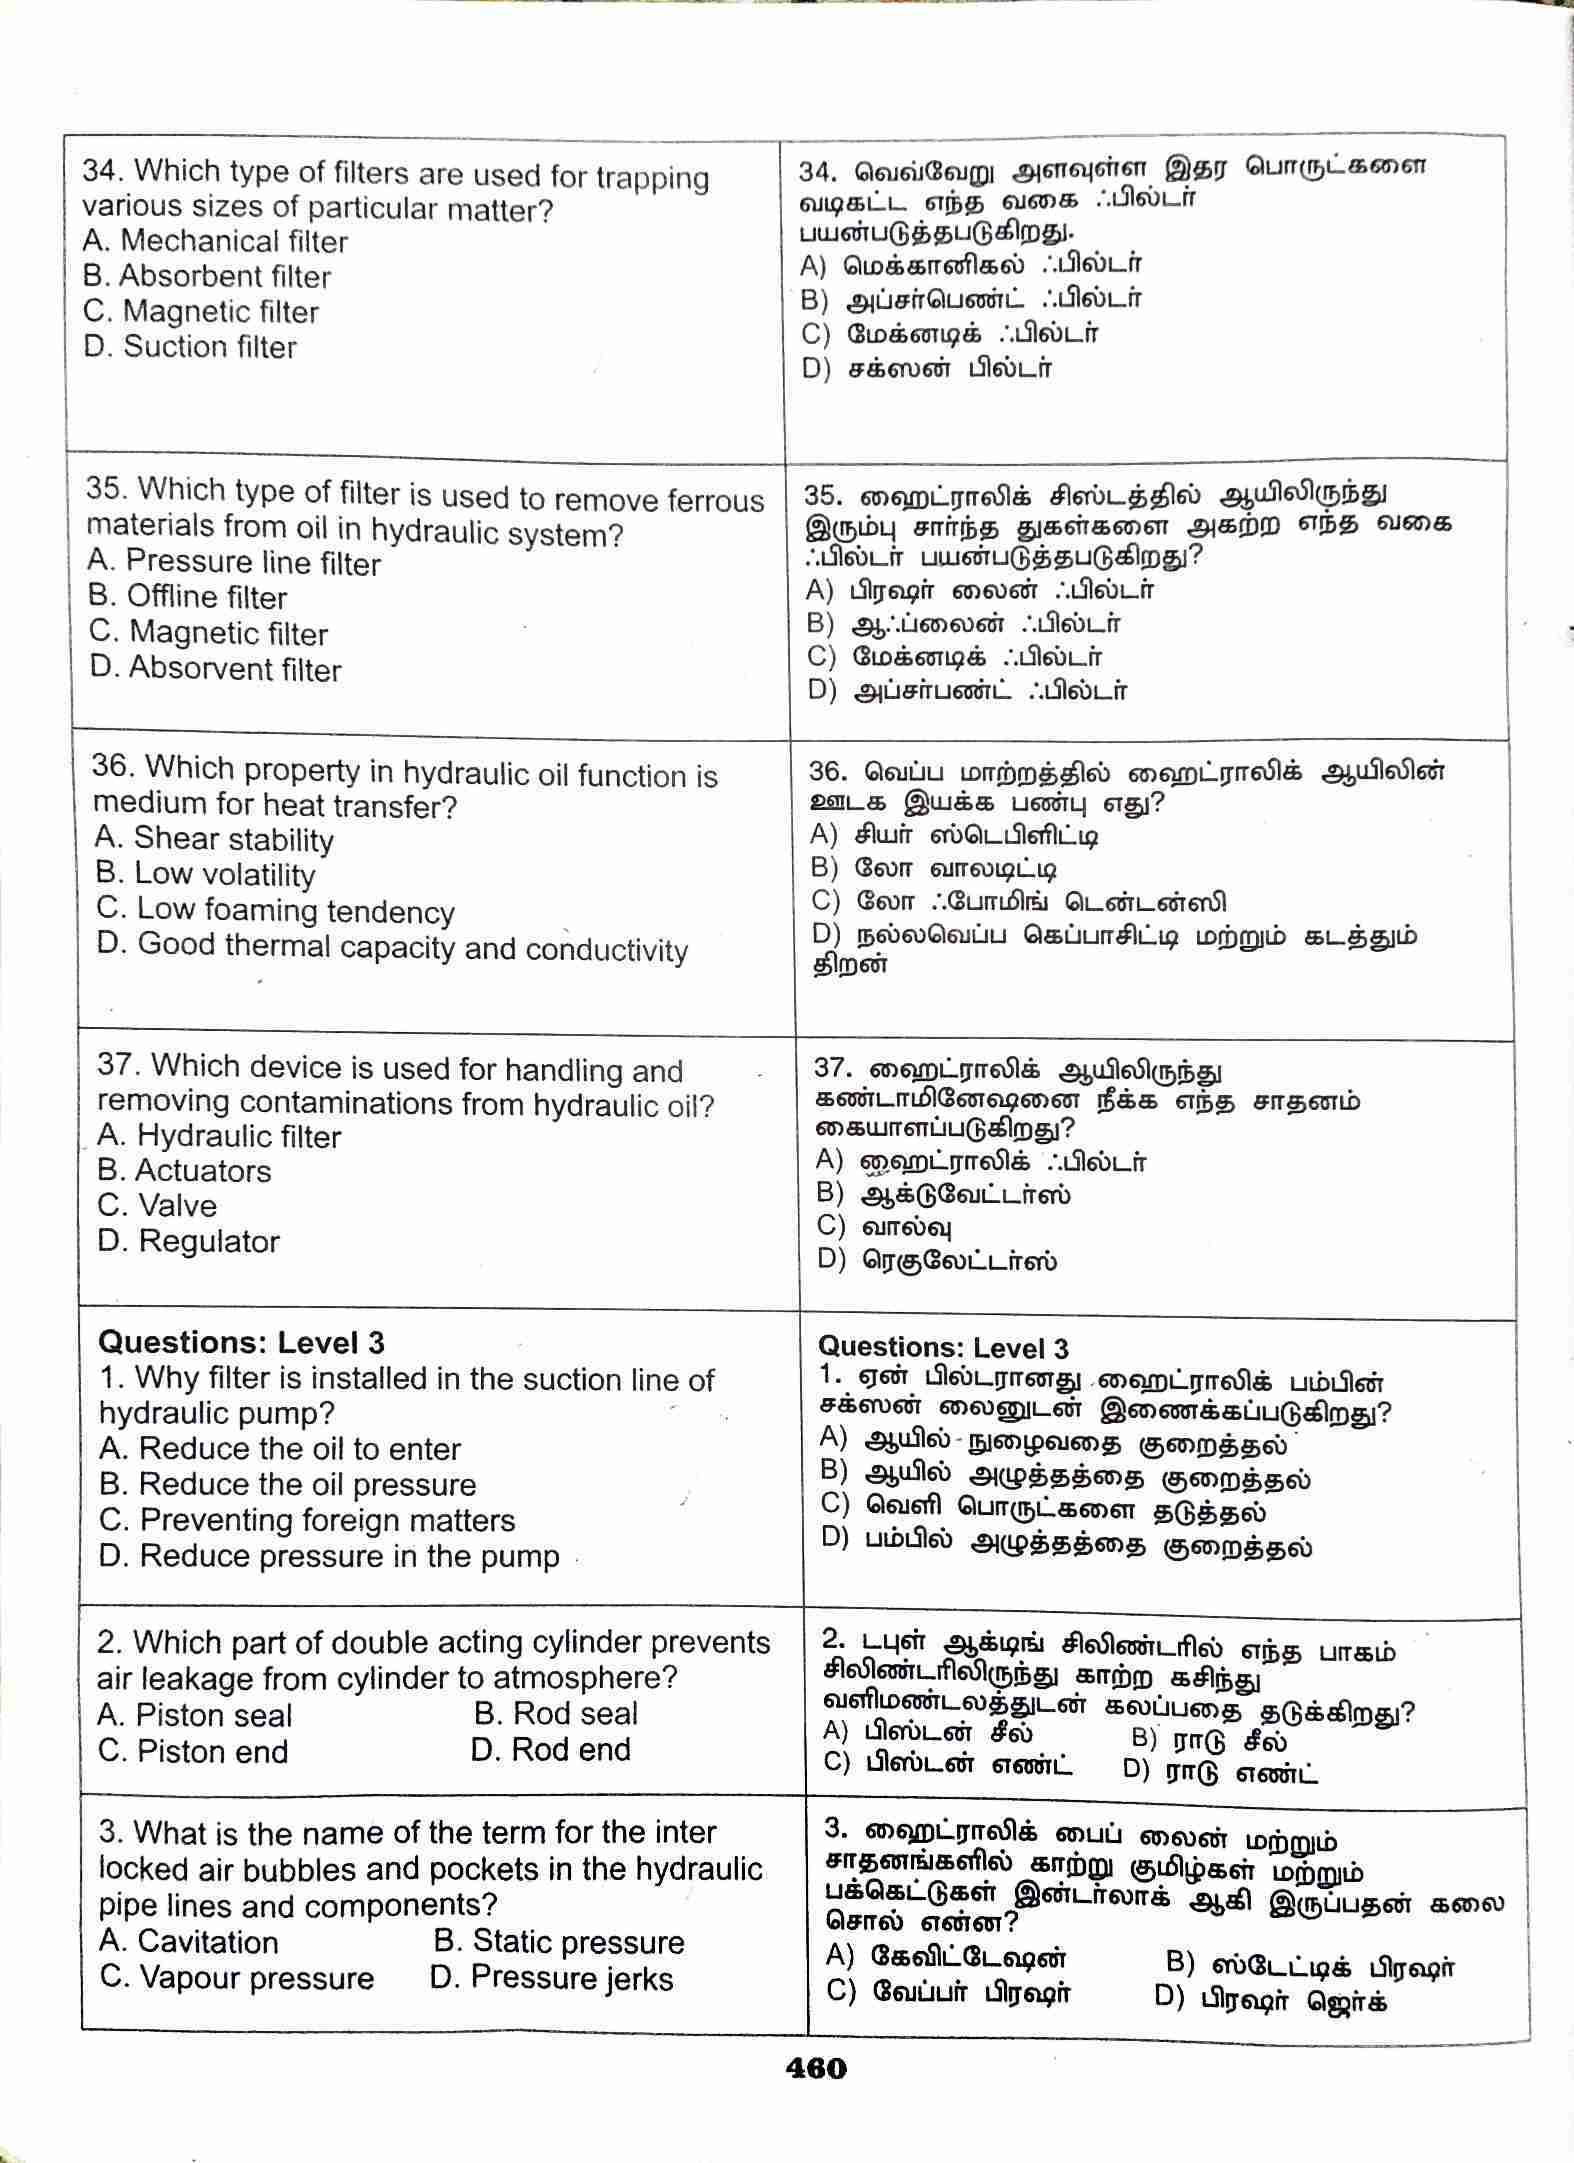 34. Which type of filters are used for trapping
various sizes of particular matter?
A. Mechanical filter
B. Absorbent filter
C. Magnetic filter
D. Suction filter
34. வெவ்வேறு அளவுள்ள இதர பொருட்களை
வடிகட்ட எந்த வகை ஃபில்டர்
பயன்படுத்தபடுகிறது.
A) மெக்கானிகல் ஃபில்டர்
B) அப்சர்பெண்ட் ஃபில்டர்
C) மேக்னடிக் ஃபில்டர்
D) சக்ஸன் பில்டர்
35. Which type of filter is used to remove ferrous
materials from oil in hydraulic system?
A. Pressure line filter
B. Offline filter
C. Magnetic filter
D. Absorvent filter
35. ஹைட்ராலிக் சிஸ்டத்தில் ஆயிலிருந்து
இரும்பு சார்ந்த துகள்களை அகற்ற எந்த வகை
ஃபில்டர் பயன்படுத்தபடுகிறது?
A) பிரஷர் லைன் ஃபில்டர்
B) ஆஃப்லைன் ஃபில்டர்
C) மேக்னடிக் ஃபில்டர்
D) அப்சர்பண்ட் ஃபில்டர்
36. Which property in hydraulic oil function is
medium for heat transfer?
A. Shear stability
B. Low volatility
C. Low foaming tendency
D. Good thermal capacity and conductivity
36. வெப்ப மாற்றத்தில் ஹைட்ராலிக் ஆயிலின்
ஊடக இயக்க பண்பு எது?
A) சியர் ஸ்டெபிளிட்டி
B) லோ வாலடிட்டி
C) லோ ஃபோமிங் டென்டன்ஸி
D) நல்லவெப்ப கெப்பாசிட்டி மற்றும் கடத்தும்
திறன்
37. Which device is used for handling and
removing contaminations from hydraulic oil?
A. Hydraulic filter
B. Actuators
C. Valve
D. Regulator
37. ஹைட்ராலிக் ஆயிலிருந்து
கண்டாமினேஷனை நீக்க எந்த சாதனம்
கையாளப்படுகிறது?
A) ஹைட்ராலிக் ஃபில்டர்
B) ஆக்டுவேட்டர்ஸ்
C) வால்வு
D) ரெகுலேட்டர்ஸ்
Questions: Level 3
1. Why filter is installed in the suction line of
hydraulic pump?
A. Reduce the oil to enter
B. Reduce the oil pressure
C. Preventing foreign matters
D. Reduce pressure in the pump
Questions: Level 3
1. ஏன் பில்டரானது ஹைட்ராலிக் பம்பின்
சக்ஸன் லைனுடன் இணைக்கப்படுகிறது?
A) ஆயில் நுழைவதை குறைத்தல்
B) ஆயில் அழுத்தத்தை குறைத்தல்
C) வெளி பொருட்களை தடுத்தல்
D) பம்பில் அழுத்தத்தை குறைத்தல்
2. Which part of double acting cylinder prevents
air leakage from cylinder to atmosphere?
A. Piston seal B. Rod seal
C. Piston end D. Rod end
2. டபுள் ஆக்டிங் சிலிண்டரில் எந்த பாகம்
சிலிண்டரிலிருந்து காற்ற கசிந்து
வளிமண்டலத்துடன் கலப்பதை தடுக்கிறது?
A) பிஸ்டன் சீல் B) ராடு சீல்
C) பிஸ்டன் எண்ட் D) ராடு எண்ட்
3. What is the name of the term for the inter
locked air bubbles and pockets in the hydraulic
pipe lines and components?
A. Cavitation B. Static pressure
C. Vapour pressure D. Pressure jerks
3. ஹைட்ராலிக் பைப் லைன் மற்றும்
சாதனங்களில் காற்று குமிழ்கள் மற்றும்
பக்கெட்டுகள் இன்டர்லாக் ஆகி இருப்பதன் கலை
சொல் என்ன?
A) கேவிட்டேஷன் B) ஸ்டேட்டிக் பிரஷர்
C) வேப்பர் பிரஷர் D) பிரஷர் ஜெர்க்
460